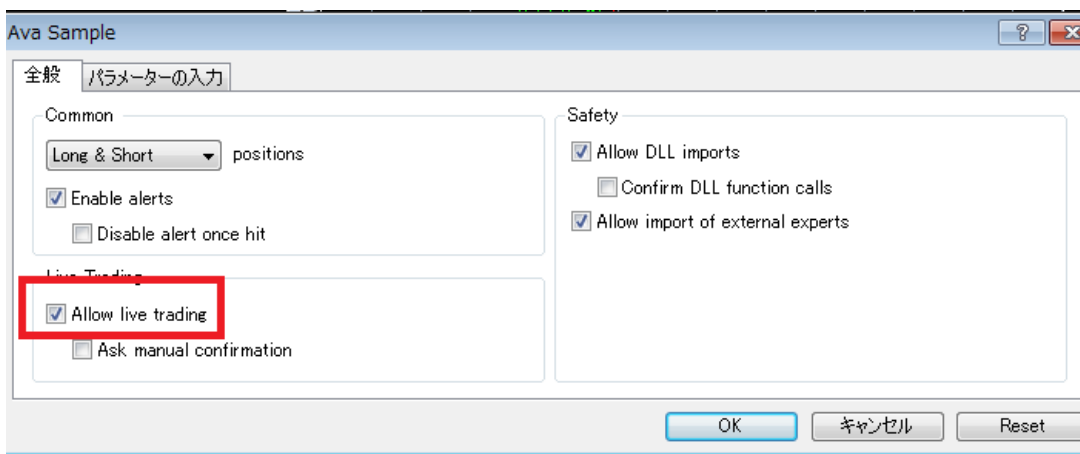 Ava Sample
全般
パラメーターの入力
Common
Long & Short
positions
Enable alerts
Disable alert once hit
Live Trading
Allow live trading
Ask manual confirmation
Safety
Allow DLL imports
Confirm DLL function calls
Allow import of external experts
OK
キャンセル
Reset